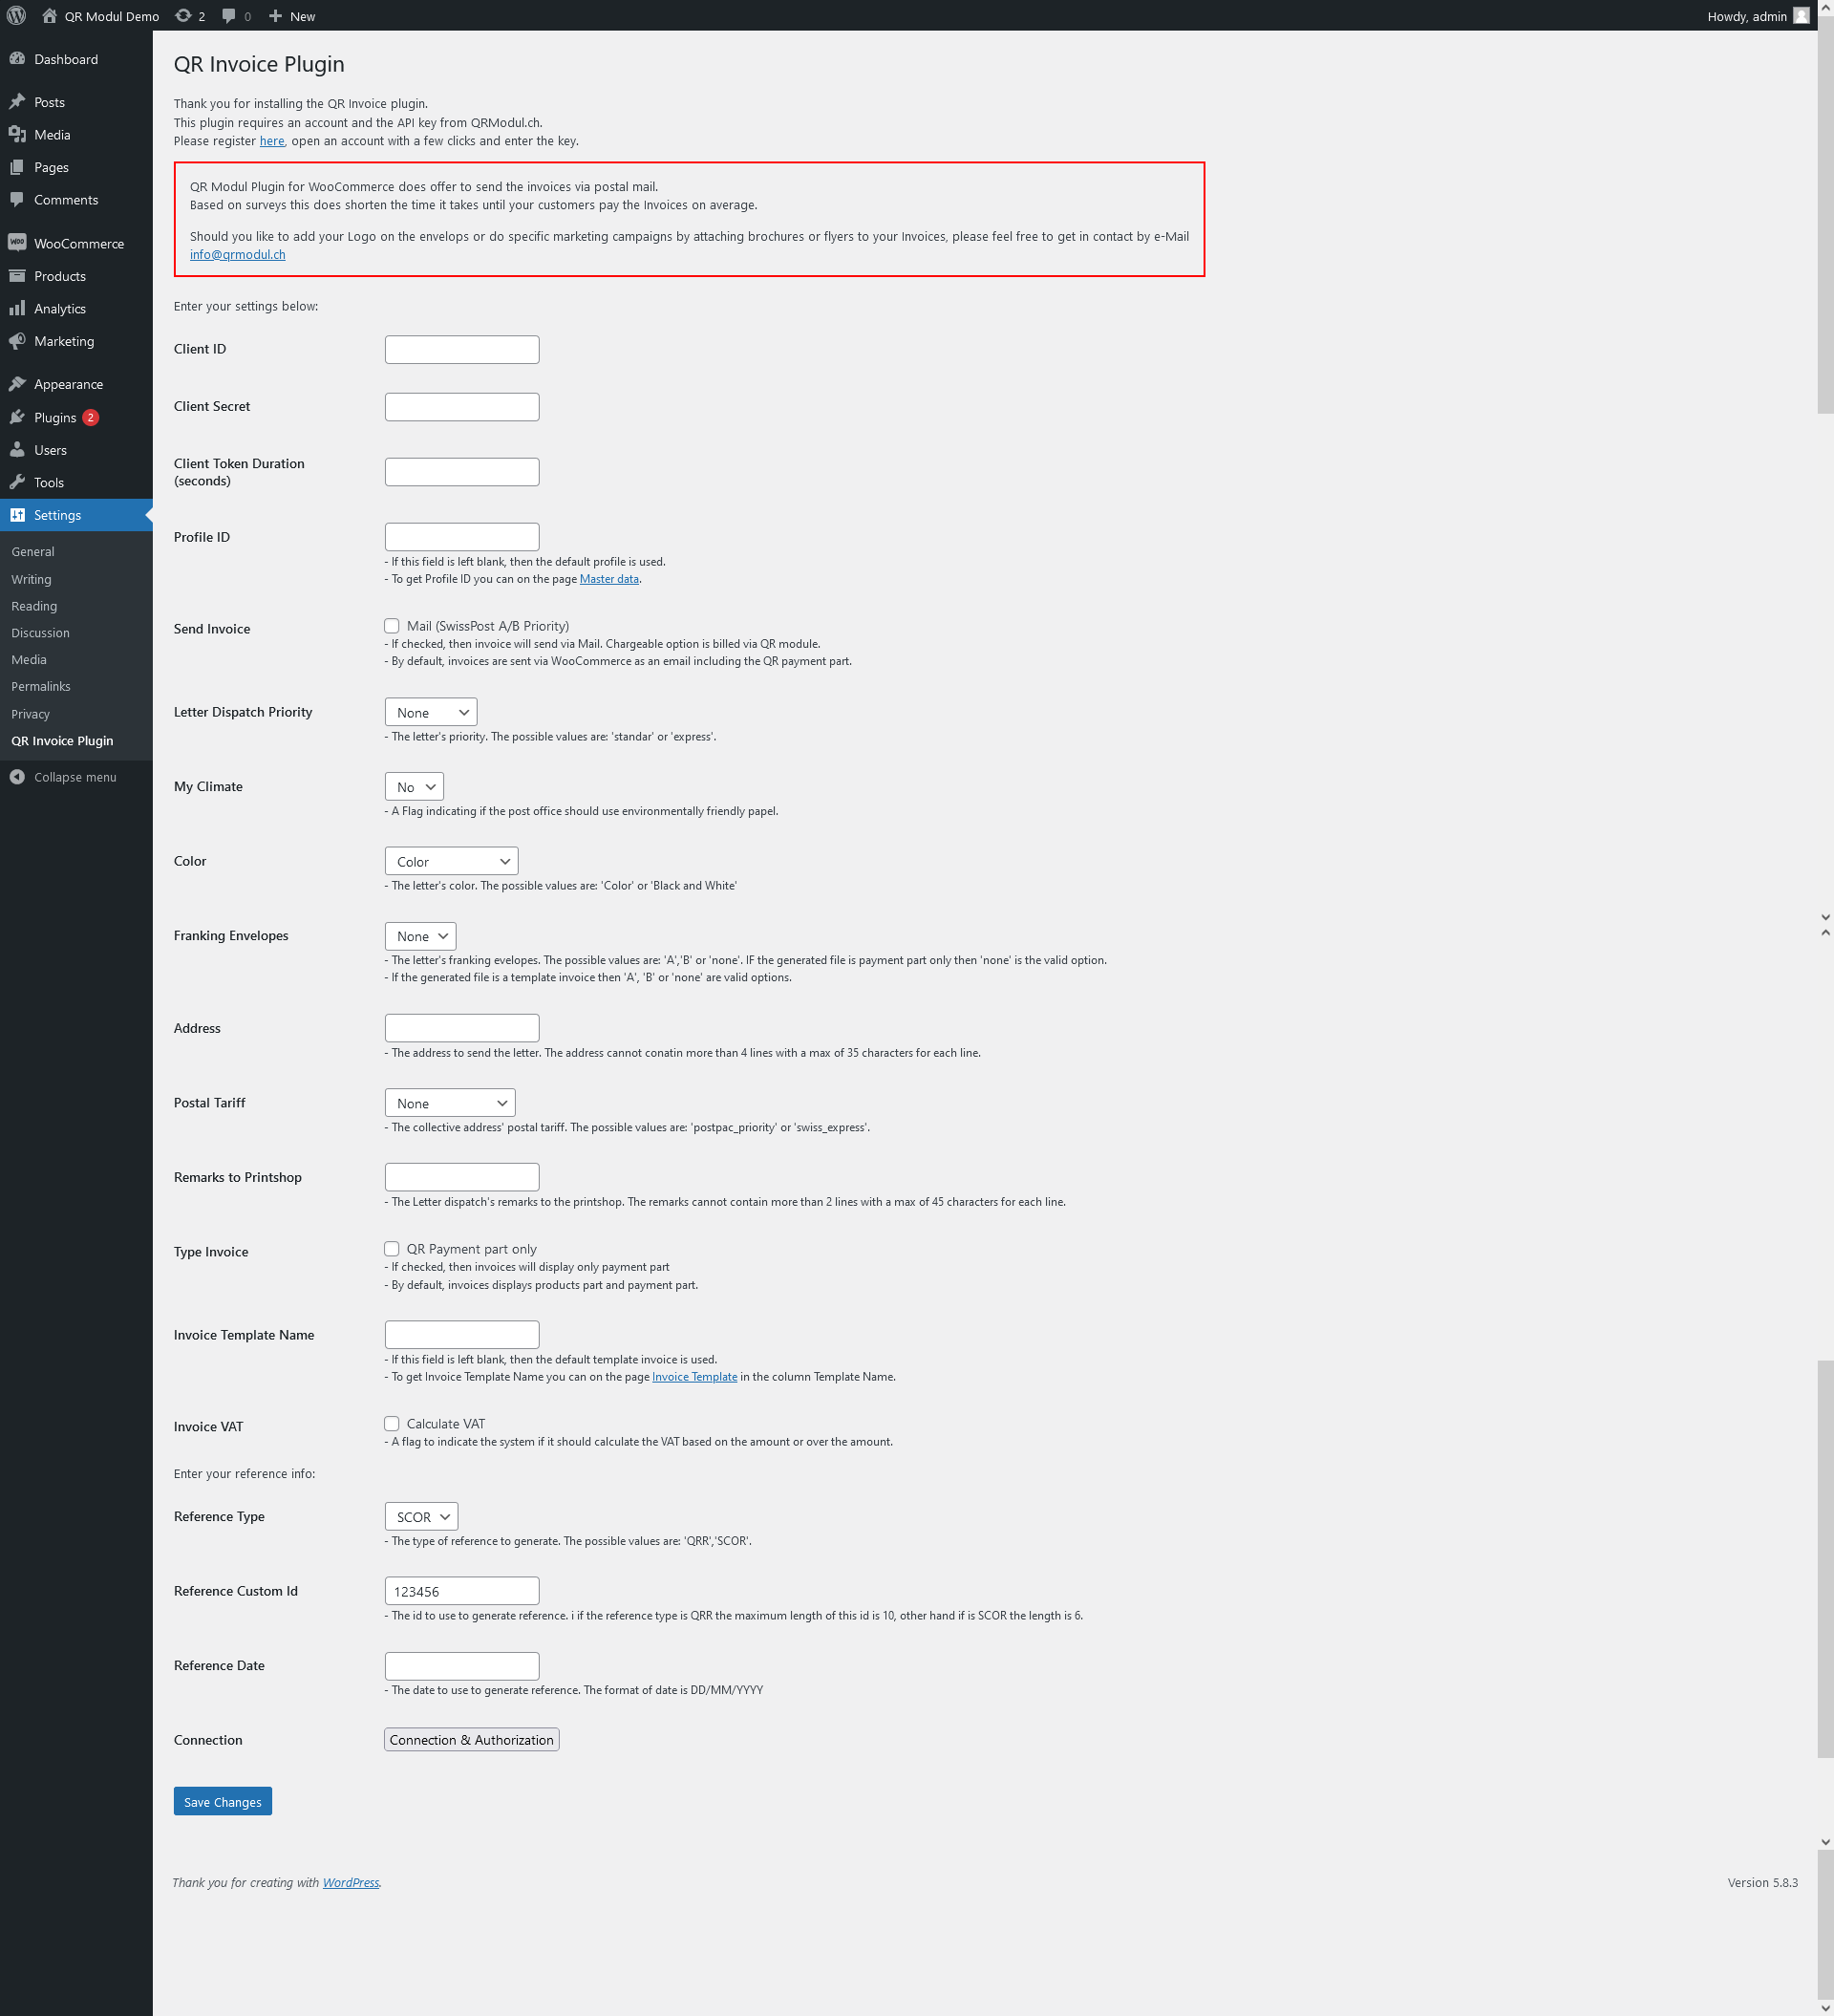 QR Modul Demo 2 0 New Howdy, admin
Dashboard
Posts
Media
Pages
Comments
WooCommerce
Products
Analytics
Marketing
Appearance
Plugins 2
Users
Tools
Settings
General
Writing
Reading
Discussion
Media
Permalinks
Privacy
QR Invoice Plugin
Collapse menu
QR Invoice Plugin
Thank you for installing the QR Invoice plugin.
This plugin requires an account and the API key from QRModul.ch.
Please register here, open an account with a few clicks and enter the key.
QR Modul Plugin for WooCommerce does offer to send the invoices via postal mail.
Based on surveys this does shorten the time it takes until your customers pay the Invoices on average.
Should you like to add your Logo on the envelops or do specific marketing campaigns by attaching brochures or flyers to your Invoices, please feel free to get in contact by e-Mail
info@qrmodul.ch
Enter your settings below:
Client ID
Client Secret
Client Token Duration
(seconds)
Profile ID
- If this field is left blank, then the default profile is used.
- To get Profile ID you can on the page Master data.
Send Invoice Mail (SwissPost A/B Priority)
- If checked, then invoice will send via Mail. Chargeable option is billed via QR module.
- By default, invoices are sent via WooCommerce as an email including the QR payment part.
Letter Dispatch Priority None
- The letter's priority. The possible values are: 'standar' or 'express'.
My Climate No
- A Flag indicating if the post office should use environmentally friendly papel.
Color Color
- The letter's color. The possible values are: 'Color' or 'Black and White'
Franking Envelopes None
- The letter's franking evelopes. The possible values are: 'A','B' or 'none'. IF the generated file is payment part only then 'none' is the valid option.
- If the generated file is a template invoice then 'A', 'B' or 'none' are valid options.
Address
- The address to send the letter. The address cannot conatin more than 4 lines with a max of 35 characters for each line.
Postal Tariff None
- The collective address' postal tariff. The possible values are: 'postpac_priority' or 'swiss_express'.
Remarks to Printshop
- The Letter dispatch's remarks to the printshop. The remarks cannot contain more than 2 lines with a max of 45 characters for each line.
Type Invoice QR Payment part only
- If checked, then invoices will display only payment part
- By default, invoices displays products part and payment part.
Invoice Template Name
- If this field is left blank, then the default template invoice is used.
- To get Invoice Template Name you can on the page Invoice Template in the column Template Name.
Invoice VAT Calculate VAT
- A flag to indicate the system if it should calculate the VAT based on the amount or over the amount.
Enter your reference info:
Reference Type SCOR
- The type of reference to generate. The possible values are: 'QRR','SCOR'.
Reference Custom Id 123456
- The id to use to generate reference. i if the reference type is QRR the maximum length of this id is 10, other hand if is SCOR the length is 6.
Reference Date
- The date to use to generate reference. The format of date is DD/MM/YYYY
Connection Connection & Authorization
Save Changes
Thank you for creating with WordPress. Version 5.8.3